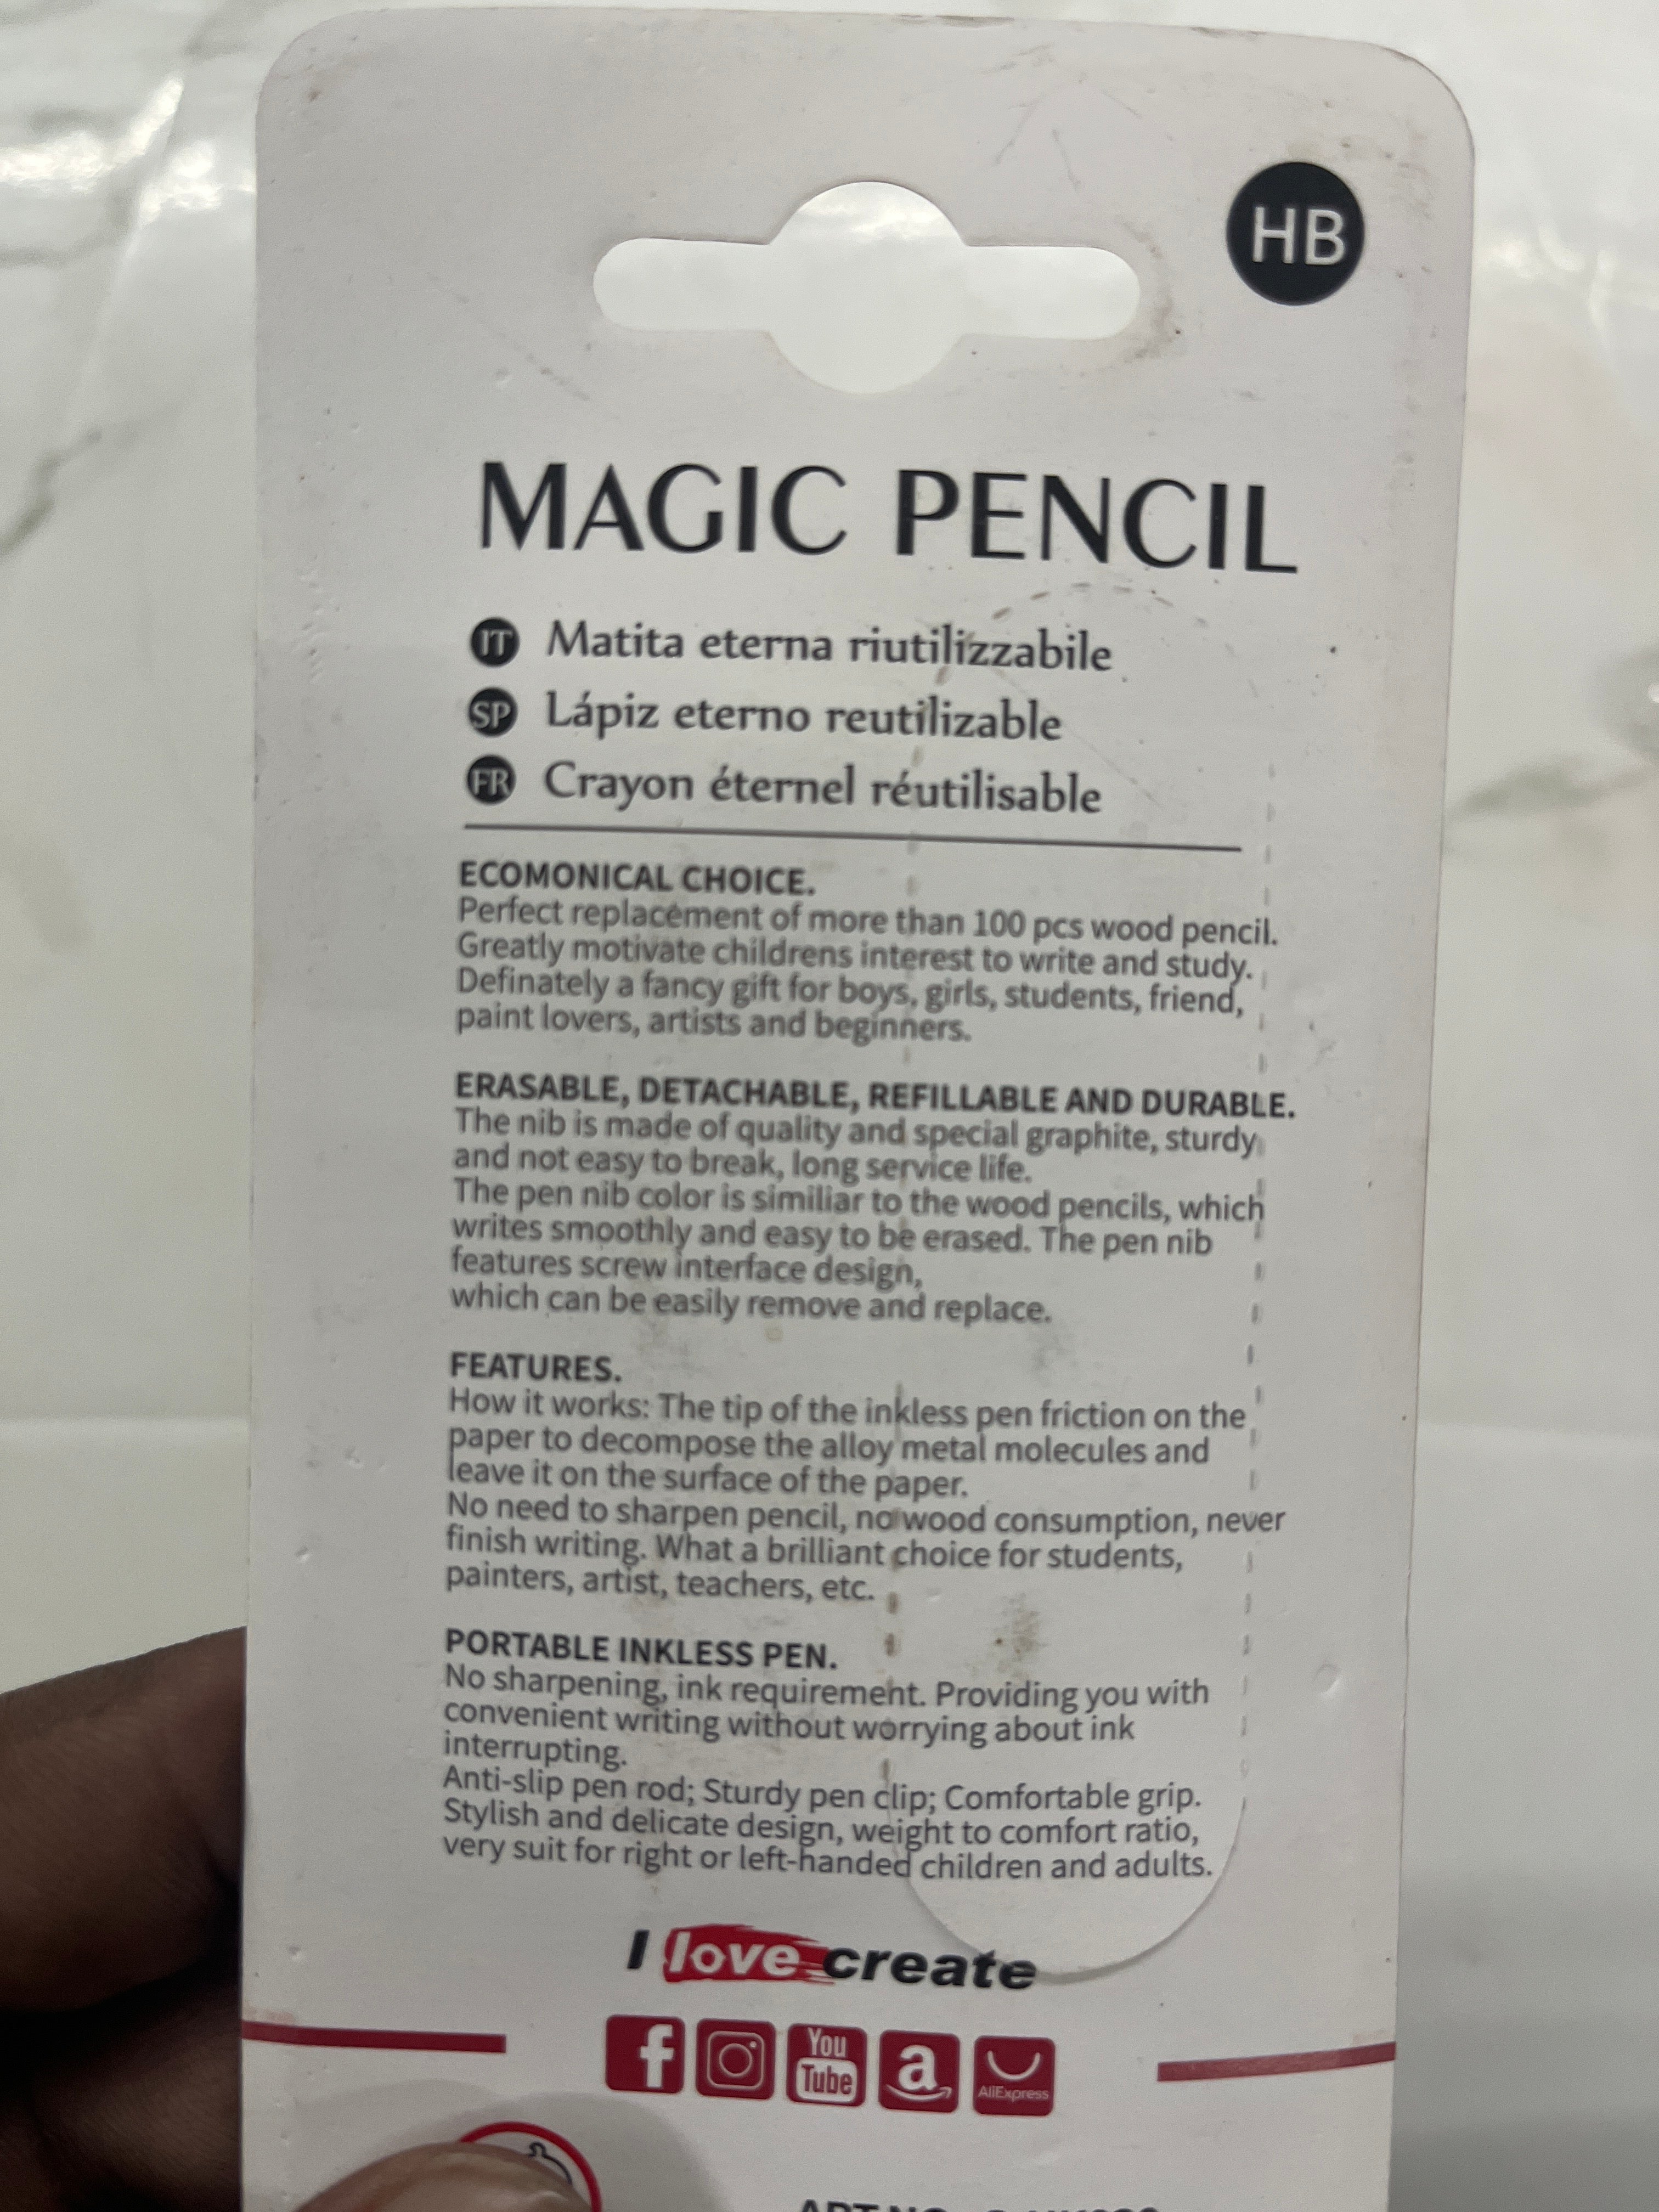 HB
MAGIC PENCIL
IT Matita eterna riutilizzabile
SP Lápiz eterno reutilizable
FR Crayon éternel réutilisable
ECOMONICAL CHOICE.
Perfect replacement of more than 100 pcs wood pencil.
Greatly motivate childrens interest to write and study.
Definately a fancy gift for boys, girls, students, friend,
paint lovers, artists and beginners.
ERASABLE, DETACHABLE, REFILLABLE AND DURABLE.
The nib is made of quality and special graphite, sturdy
and not easy to break, long service life.
The pen nib color is similiar to the wood pencils, which
writes smoothly and easy to be erased. The pen nib
features screw interface design,
which can be easily remove and replace.
FEATURES.
How it works: The tip of the inkless pen friction on the
paper to decompose the alloy metal molecules and
leave it on the surface of the paper.
No need to sharpen pencil, no wood consumption, never
finish writing. What a brilliant choice for students,
painters, artist, teachers, etc.
PORTABLE INKLESS PEN.
No sharpening, ink requirement. Providing you with
convenient writing without worrying about ink
interrupting.
Anti-slip pen rod; Sturdy pen clip; Comfortable grip.
Stylish and delicate design, weight to comfort ratio,
very suit for right or left-handed children and adults.
I love create
f You Tube a AliExpress